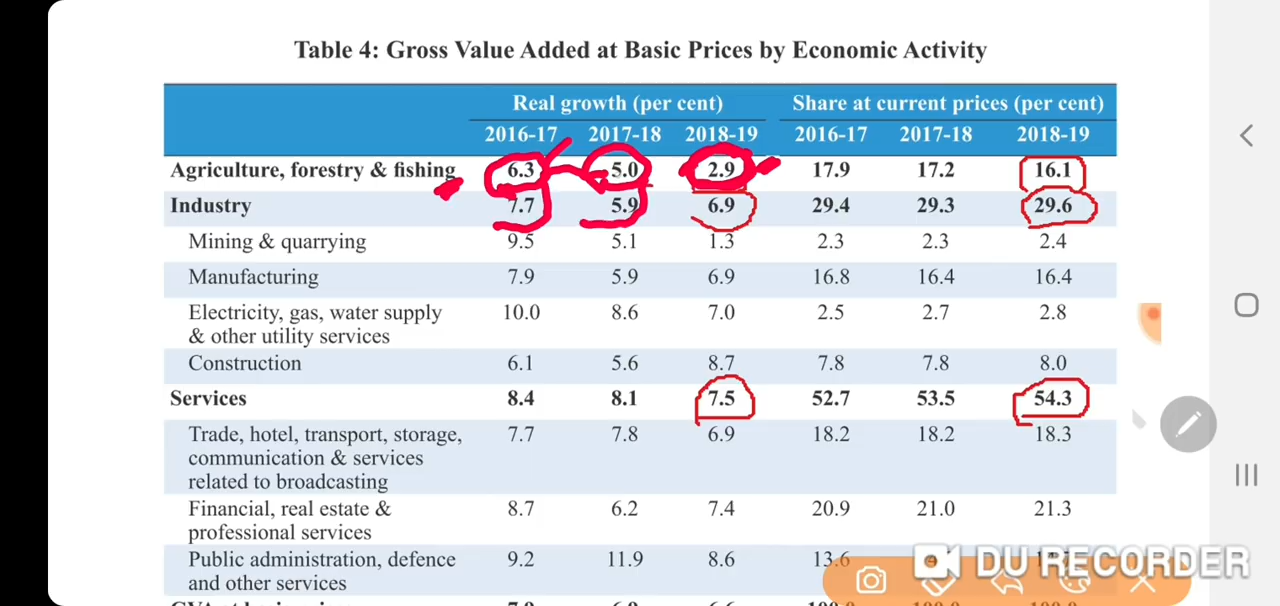 Table 4: Gross Value Added at Basic Prices by Economic Activity
Real growth (per cent) Share at current prices (per cent)
2016-17 2017-18 2018-19 2016-17 2017-18 2018-19
Agriculture, forestry & fishing 6.3 5.0 2.9 17.9 17.2 16.1
Industry 7.7 5.9 6.9 29.4 29.3 29.6
Mining & quarrying 9.5 5.1 1.3 2.3 2.3 2.4
Manufacturing 7.9 5.9 6.9 16.8 16.4 16.4
Electricity, gas, water supply 10.0 8.6 7.0 2.5 2.7 2.8
& other utility services
Construction 6.1 5.6 8.7 7.8 7.8 8.0
Services 8.4 8.1 7.5 52.7 53.5 54.3
Trade, hotel, transport, storage, 7.7 7.8 6.9 18.2 18.2 18.3
communication & services
related to broadcasting
Financial, real estate & 8.7 6.2 7.4 20.9 21.0 21.3
professional services
Public administration, defence 9.2 11.9 8.6 13.6
and other services
DU RECORDER